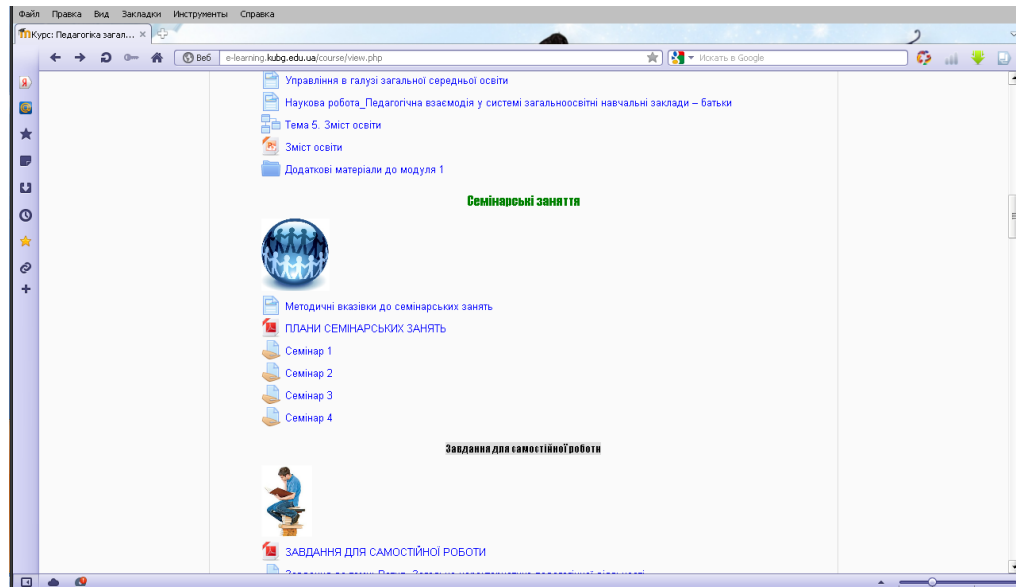 Файл Правка Вид Закладки Инструменты Справка
Курс: Педагогіка загал...
Веб e-learning.kubg.edu.ua/course/view.php Искать в Google
Управління в галузі загальної середньої освіти
Наукова робота_Педагогічна взаємодія у системі загальноосвітні навчальні заклади – батьки
Тема 5. Зміст освіти
Зміст освіти
Додаткові матеріали до модуля 1
Семінарські заняття
Методичні вказівки до семінарських занять
ПЛАНИ СЕМІНАРСЬКИХ ЗАНЯТЬ
Семінар 1
Семінар 2
Семінар 3
Семінар 4
Завдання для самостійної роботи
ЗАВДАННЯ ДЛЯ САМОСТІЙНОЇ РОБОТИ